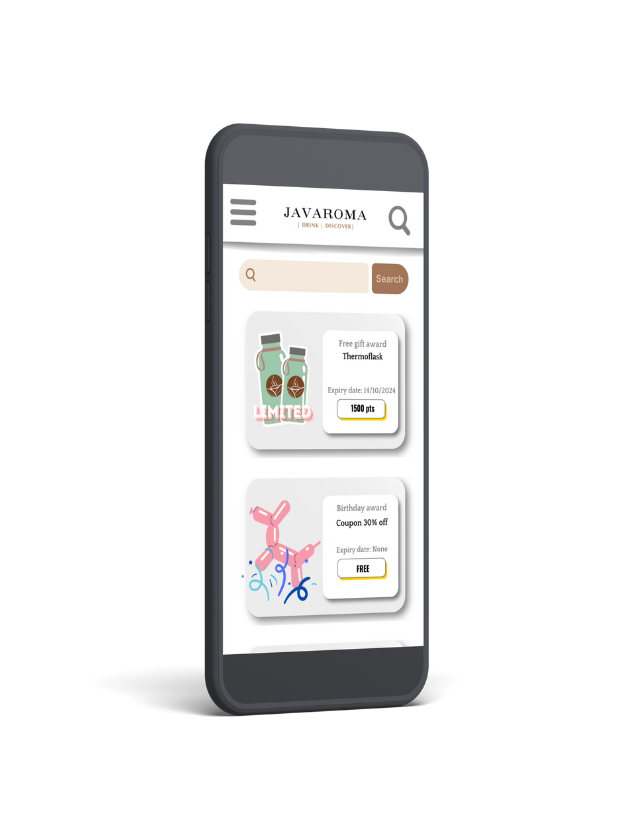 JAVAROMA
| DRINK | DISCOVER|
Search
Free gift award
Thermoflask
LIMITED
Expiry date: 14/10/2024
1500 pts
Birthday award
Coupon 30% off
Expiry date: None
FREE